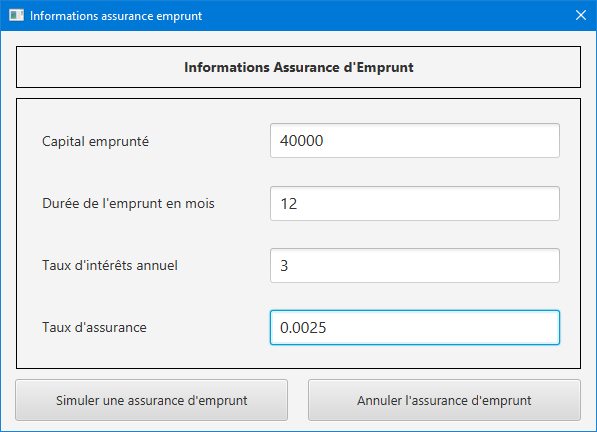 Informations assurance emprunt
Informations Assurance d'Emprunt
Capital emprunté 40000
Durée de l'emprunt en mois 12
Taux d'intérêts annuel 3
Taux d'assurance 0.0025
Simuler une assurance d'emprunt Annuler l'assurance d'emprunt